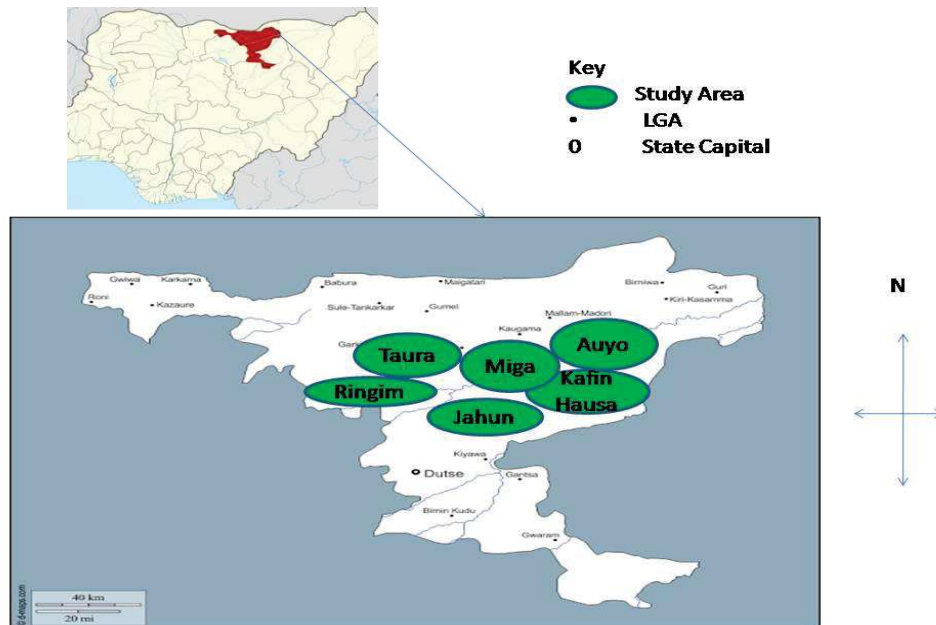 Key
Study Area
LGA
0 State Capital
N
Gwiwa
Karkarna
Babura
Maigatari
Birniwa
Guri
Roni
Kazaure
Sule-Tankarkar
Gumel
Kiri-Kasamma
Mallam-Madori
Kaugama
Taura
Miga
Auyo
Ringim
Kafin
Hausa
Jahun
Kiyawa
Dutse
Gantsa
Birnin Kudu
Gwaram
40 km
20 mi
© d-maps.com